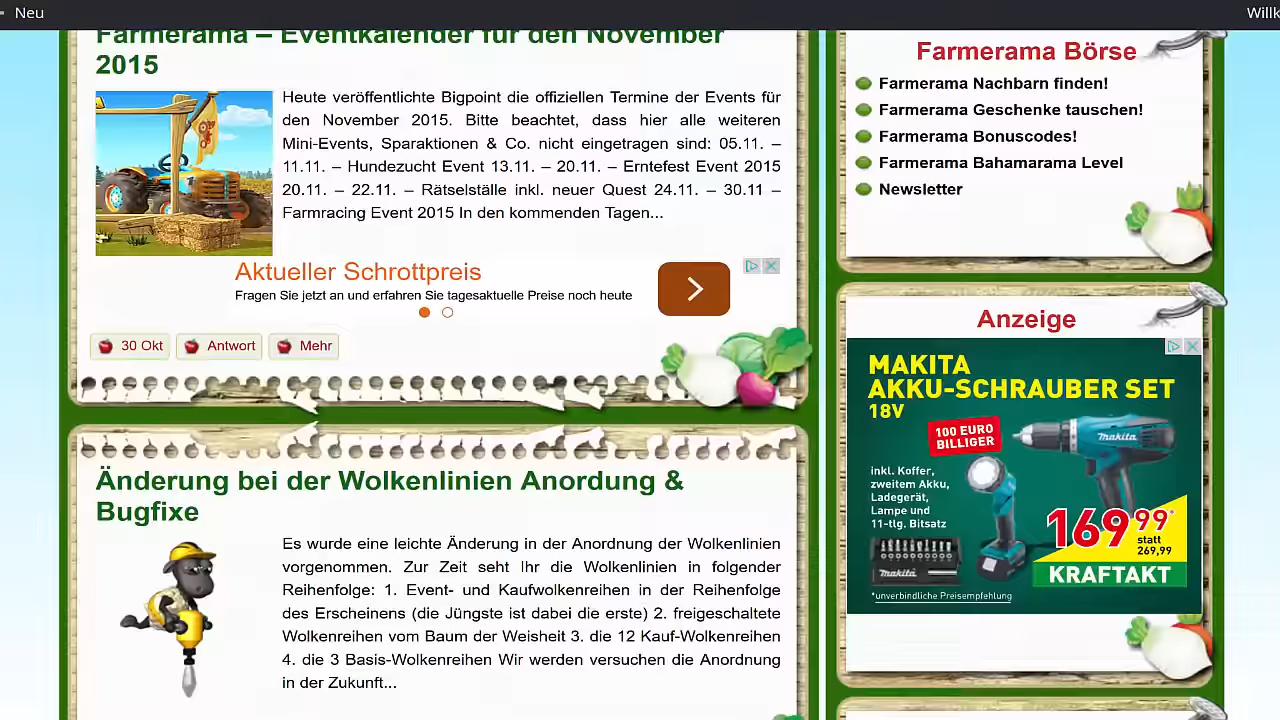 Neu
Farmerama – Eventkalender für den November
2015
Heute veröffentlichte Bigpoint die offiziellen Termine der Events für
den November 2015. Bitte beachtet, dass hier alle weiteren
Mini-Events, Sparaktionen & Co. nicht eingetragen sind: 05.11. –
11.11. – Hundezucht Event 13.11. – 20.11. – Erntefest Event 2015
20.11. – 22.11. – Rätselställe inkl. neuer Quest 24.11. – 30.11 –
Farmracing Event 2015 In den kommenden Tagen...
Aktueller Schrottpreis
Fragen Sie jetzt an und erfahren Sie tagesaktuelle Preise noch heute
30 Okt
Antwort
Mehr
Änderung bei der Wolkenlinien Anordung &
Bugfixe
Es wurde eine leichte Änderung in der Anordnung der Wolkenlinien
vorgenommen. Zur Zeit seht Ihr die Wolkenlinien in folgender
Reihenfolge: 1. Event- und Kaufwolkenreihen in der Reihenfolge
des Erscheinens (die Jüngste ist dabei die erste) 2. freigeschaltete
Wolkenreihen vom Baum der Weisheit 3. die 12 Kauf-Wolkenreihen
4. die 3 Basis-Wolkenreihen Wir werden versuchen die Anordnung
in der Zukunft...
Willk
Farmerama Börse
Farmerama Nachbarn finden!
Farmerama Geschenke tauschen!
Farmerama Bonuscodes!
Farmerama Bahamarama Level
Newsletter
Anzeige
MAKITA
AKKU-SCHRAUBER SET
18V
100 EURO
BILLIGER
makita
inkl. Koffer,
zweitem Akku,
Ladegerät,
Lampe und
11-tlg. Bitsatz
makita
169⁹⁹*
statt
269,99
KRAFTAKT
*unverbindliche Preisempfehlung